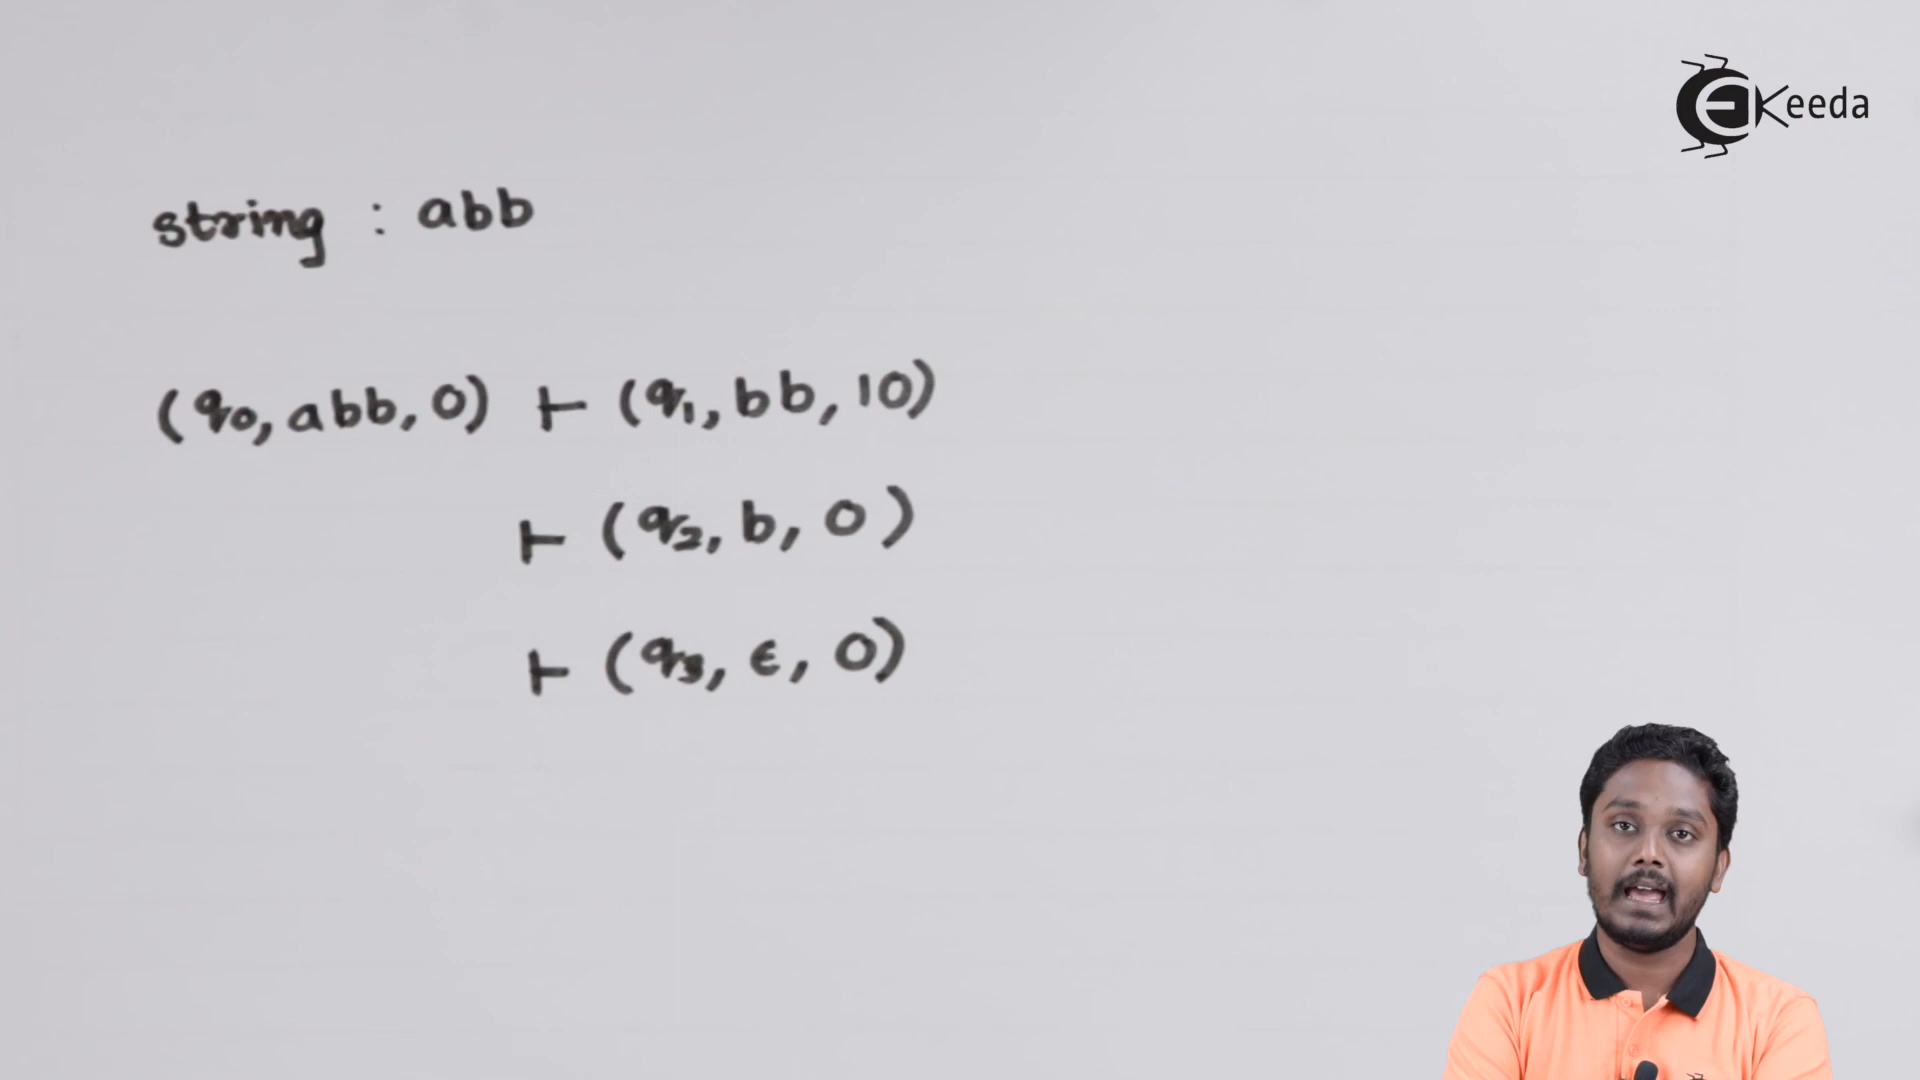 Keeda
string : abb
(q0, abb, 0) ⊢ (q1, bb, 10)
⊢ (q2, b, 0)
⊢ (q3, ϵ, 0)